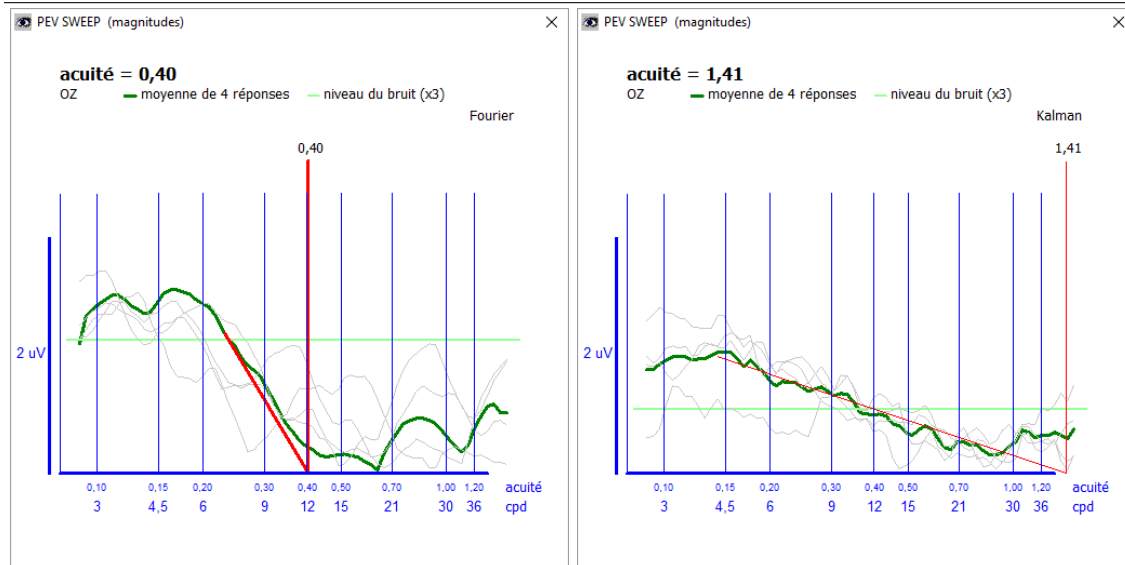 PEV SWEEP (magnitudes)
acuité = 0,40
OZ moyenne de 4 réponses niveau du bruit (x3)
Fourier
0,40
2 uV
0,10 0,15 0,20 0,30 0,40 0,50 0,70 1,00 1,20 acuité
3 4,5 6 9 12 15 21 30 36 cpd
PEV SWEEP (magnitudes)
acuité = 1,41
OZ moyenne de 4 réponses niveau du bruit (x3)
Kalman
1,41
2 uV
0,10 0,15 0,20 0,30 0,40 0,50 0,70 1,00 1,20 acuité
3 4,5 6 9 12 15 21 30 36 cpd